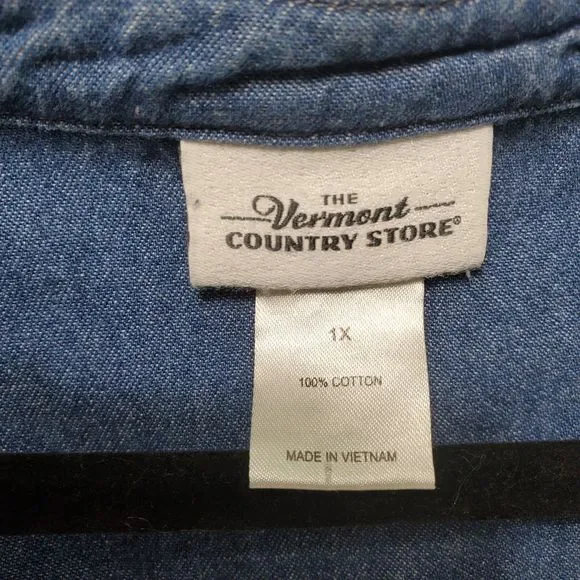 THE
Vermont
COUNTRY STORE®
1X
100% COTTON
MADE IN VIETNAM